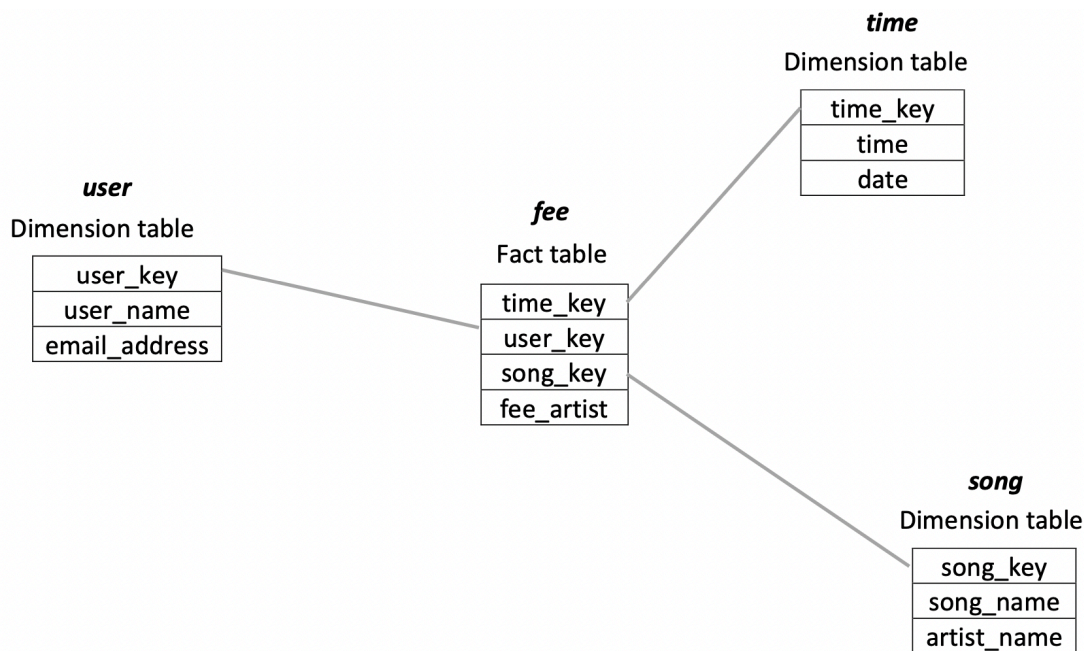 time
Dimension table
time_key
time
date
user
Dimension table
user_key
user_name
email_address
fee
Fact table
time_key
user_key
song_key
fee_artist
song
Dimension table
song_key
song_name
artist_name